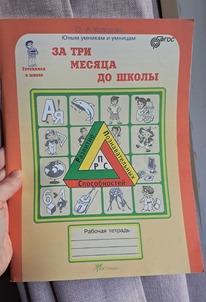 Юным умникам и умницам
ФГОС
ЗА ТРИ
МЕСЯЦА
ДО ШКОЛЫ
Готовимся
к школе
Развитие
Познавательных
Способностей
Р
П С
Рабочая тетрадь